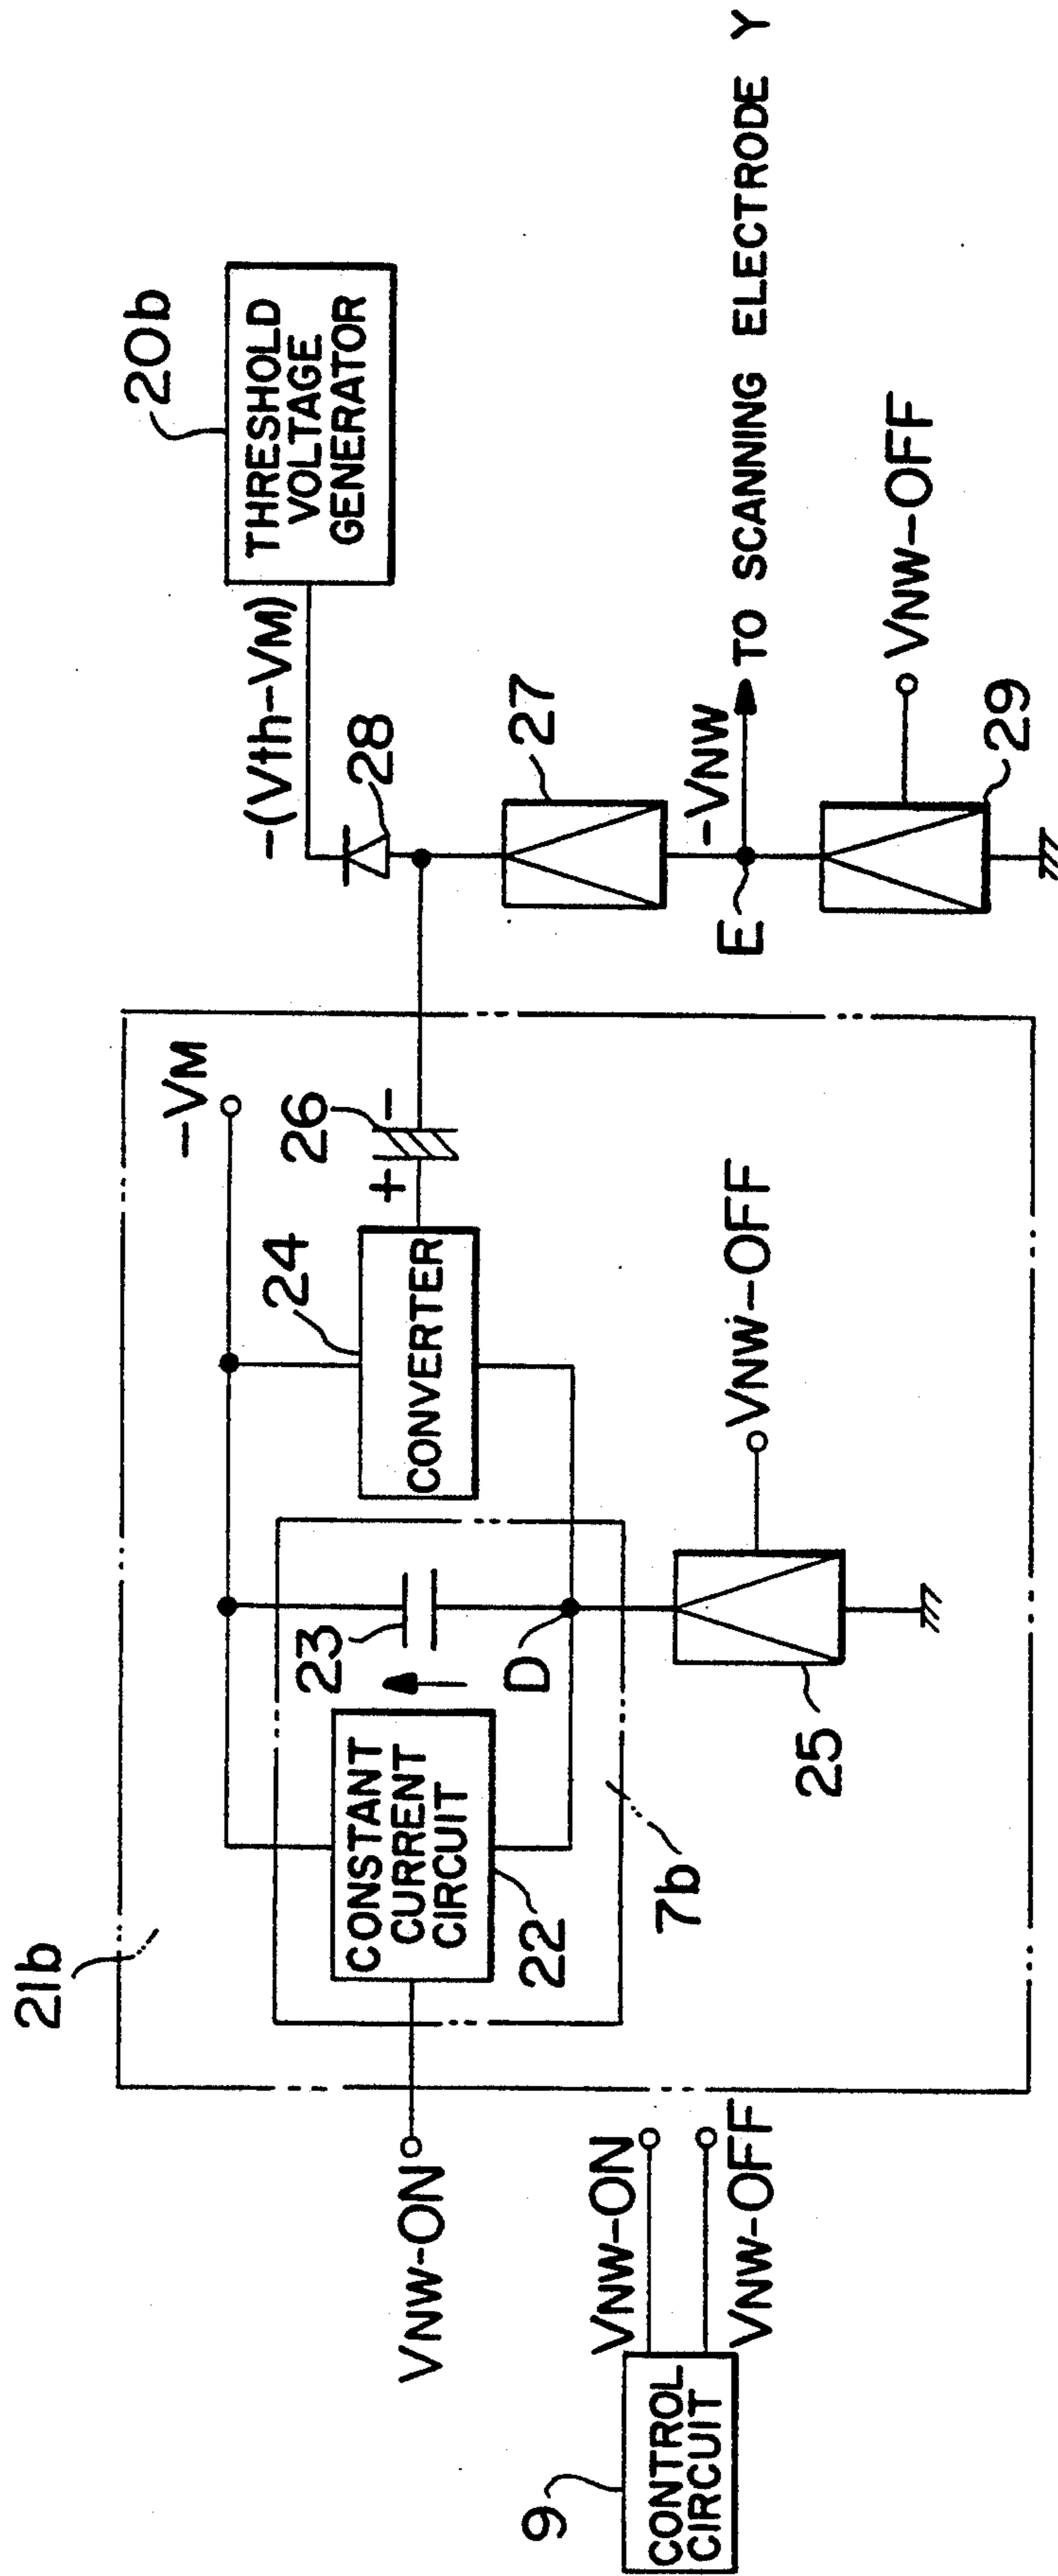 21b
-VM
20b
THRESHOLD
VOLTAGE
GENERATOR
-(Vth-VM)
28
24
26
+ -
CONVERTER
23
CONSTANT
CURRENT
CIRCUIT
22
D
7b
25
VNW-OFF
27
-VNW
E
TO SCANNING ELECTRODE Y
VNW-OFF
29
VNW-ON
9
CONTROL
CIRCUIT
VNW-ON
VNW-OFF